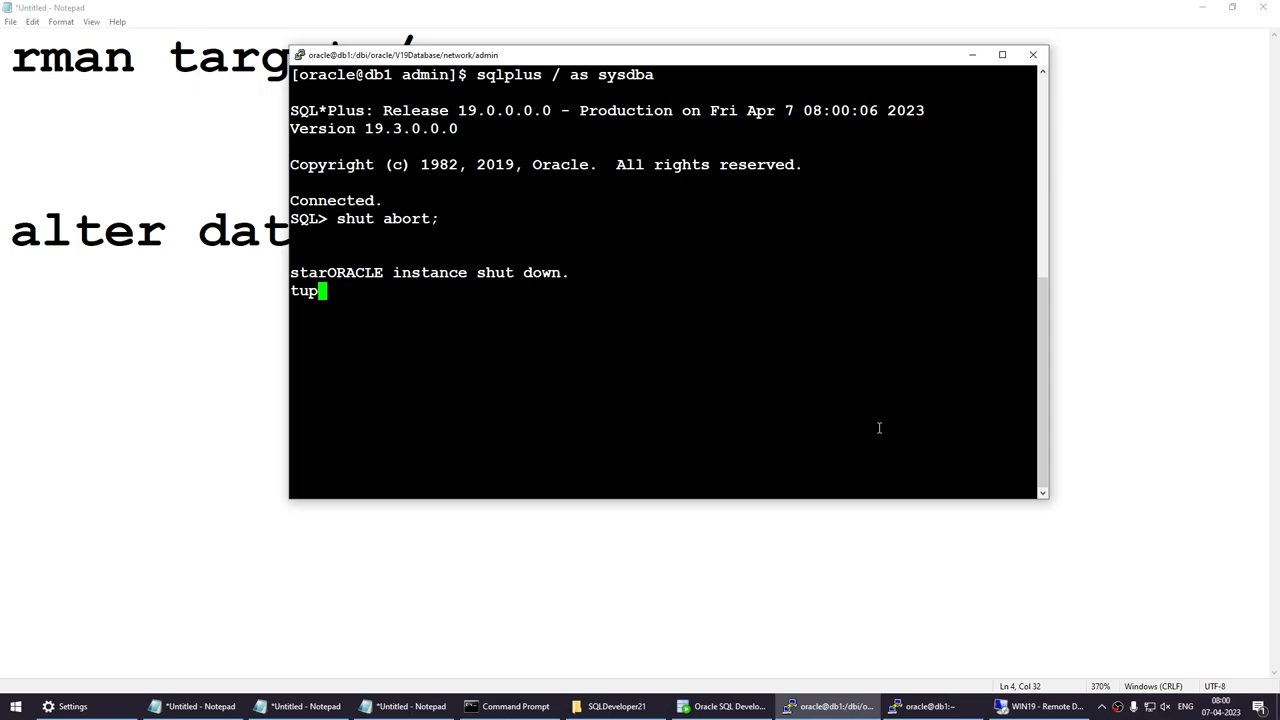 *Untitled - Notepad
File Edit Format View Help
rman targ
alter dat
oracle@db1:/dbi/oracle/V19Database/network/admin
[oracle@db1 admin]$ sqlplus / as sysdba
SQL*Plus: Release 19.0.0.0.0 - Production on Fri Apr 7 08:00:06 2023
Version 19.3.0.0.0
Copyright (c) 1982, 2019, Oracle.  All rights reserved.
Connected.
SQL> shut abort;
starORACLE instance shut down.
tup
Ln 4, Col 32 370% Windows (CRLF) UTF-8
Settings *Untitled - Notepad *Untitled - Notepad *Untitled - Notepad Command Prompt SQLDeveloper21 Oracle SQL Develo... oracle@db1:/dbi/o... oracle@db1:~ WIN19 - Remote D... ENG 08:00
07-04-2023